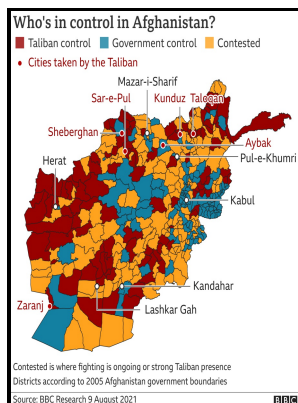 Who's in control in Afghanistan?
Taliban control
Government control
Contested
Cities taken by the Taliban
Mazar-i-Sharif
Sar-e-Pul
Kunduz
Taloqan
Sheberghan
Aybak
Pul-e-Khumri
Herat
Kabul
Kandahar
Zaranj
Lashkar Gah
Contested is where fighting is ongoing or strong Taliban presence
Districts according to 2005 Afghanistan government boundaries
Source: BBC Research 9 August 2021
BBC